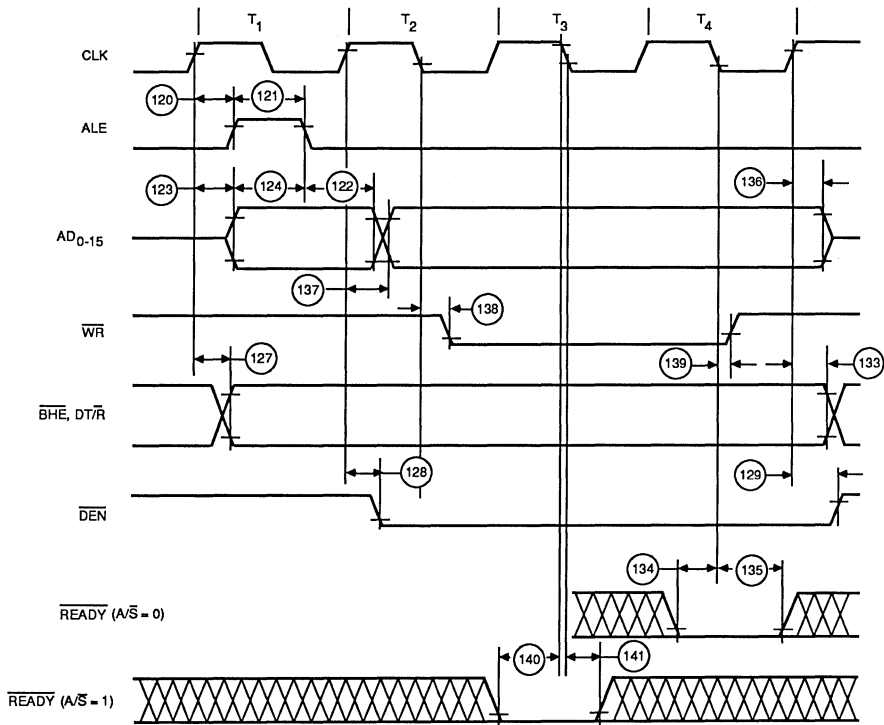 T1 T2 T3 T4
CLK
120 121
ALE
123 124 122 136
AD0-15
137
138
WR
127 139 133
BHE, DT/R
128 129
DEN
134 135
READY (A/S = 0)
140 141
READY (A/S = 1)